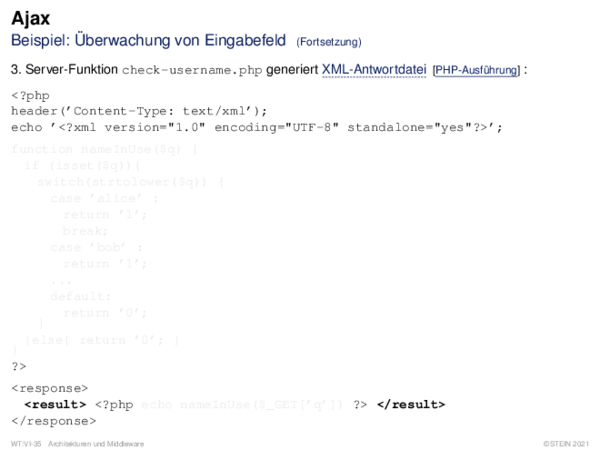 Ajax
Beispiel: Überwachung von Eingabefeld (Fortsetzung)
3. Server-Funktion check-username.php generiert XML-Antwortdatei [PHP-Ausführung] :
<?php
header('Content-Type: text/xml');
echo '<?xml version="1.0" encoding="UTF-8" standalone="yes"?>';
function nameInUse($q) {
if (isset($q)){
switch(strtolower($q)) {
case 'alice' :
return '1';
break;
case 'bob' :
return '1';
...
default:
return '0';
}
}else{ return '0'; }
}
?>
<response>
<result> <?php echo nameInUse($_GET['q']) ?> </result>
</response>
WT:VI-35 Architekturen und Middleware
©STEIN 2021